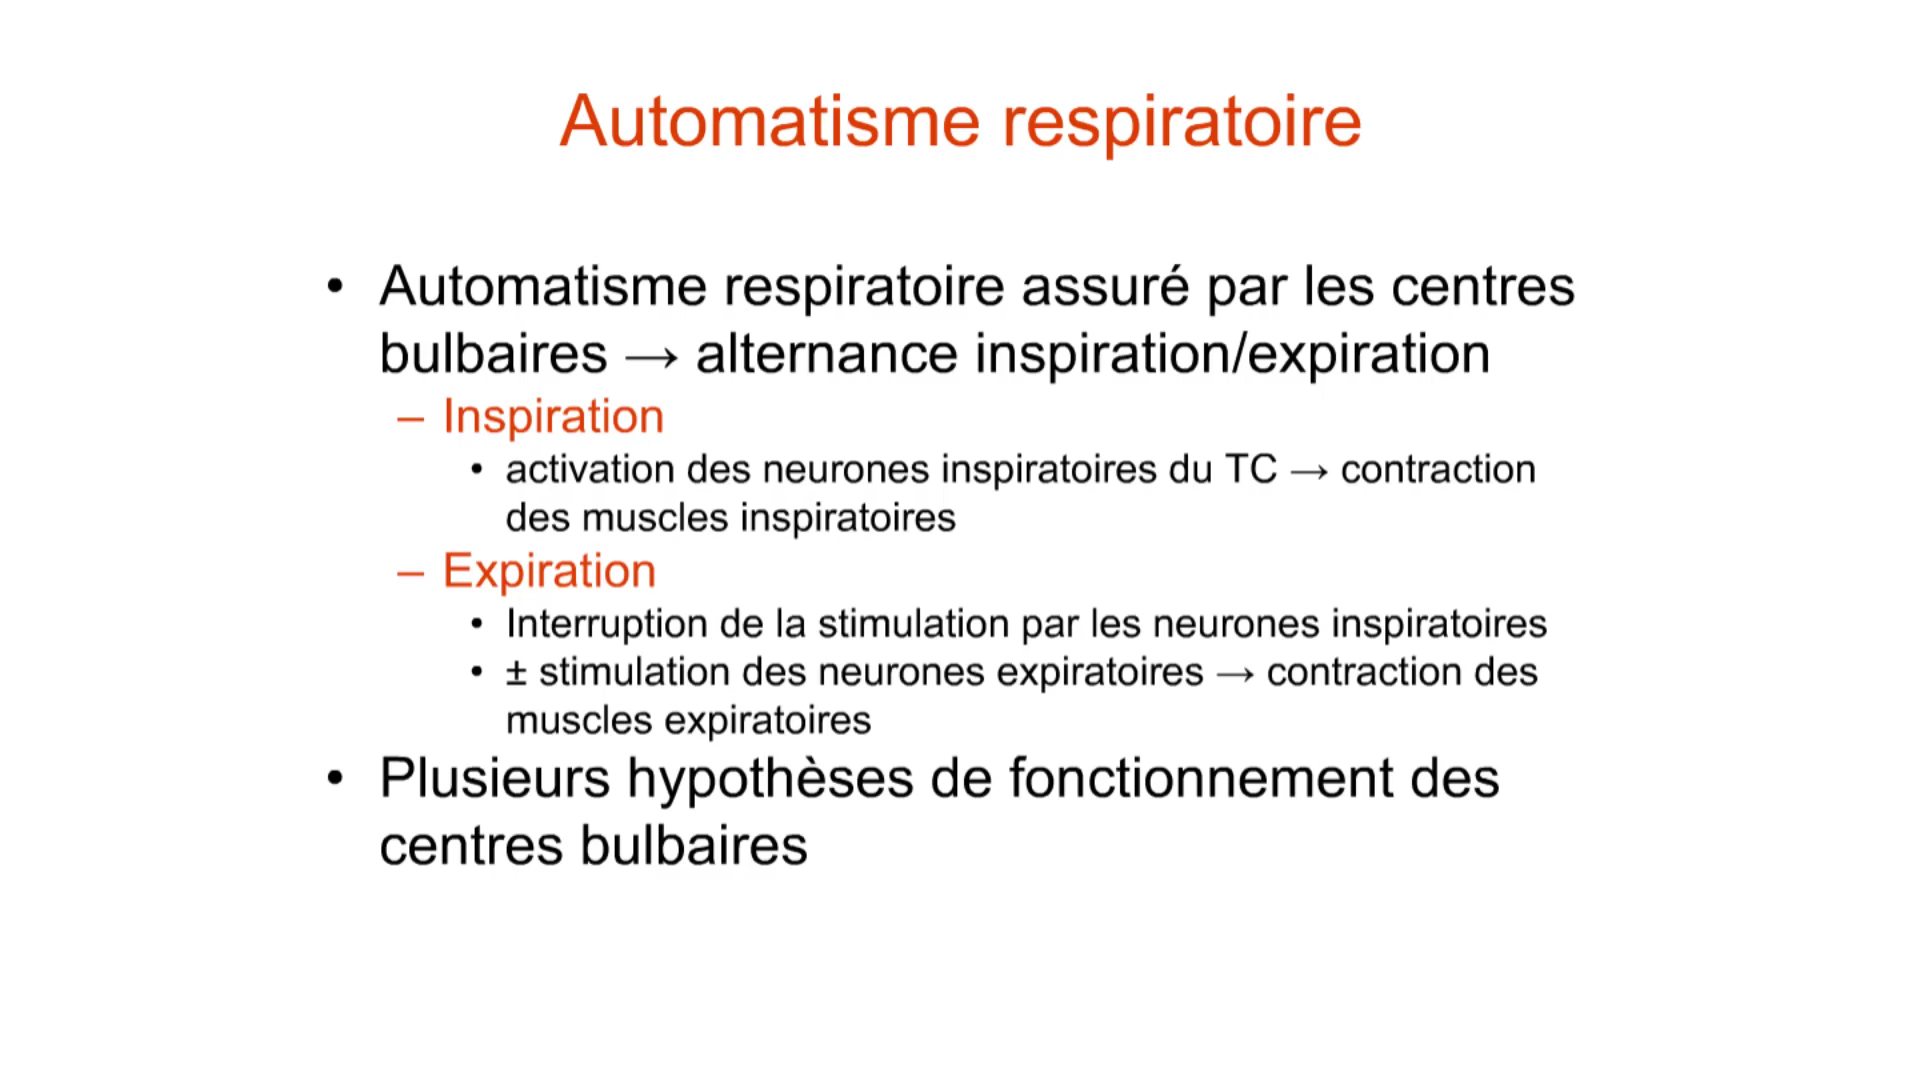 Automatisme respiratoire
• Automatisme respiratoire assuré par les centres
bulbaires → alternance inspiration/expiration
– Inspiration
• activation des neurones inspiratoires du TC → contraction
des muscles inspiratoires
– Expiration
• Interruption de la stimulation par les neurones inspiratoires
• ± stimulation des neurones expiratoires → contraction des
muscles expiratoires
• Plusieurs hypothèses de fonctionnement des
centres bulbaires